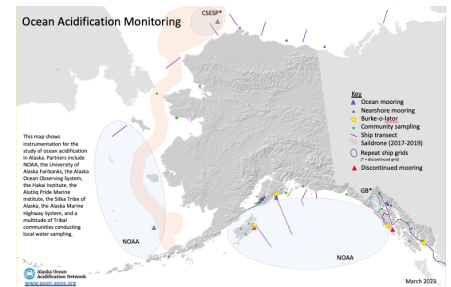 Ocean Acidification Monitoring
CSESP*
Key
Ocean mooring
Nearshore mooring
Burke-o-lator
Community sampling
Ship transect
Saildrone (2017-2019)
Repeat ship grids
(* = discontinued grid)
Discontinued mooring
This map shows
instrumentation for the
study of ocean acidification
in Alaska. Partners include
NOAA, the University of
Alaska Fairbanks, the Alaska
Ocean Observing System,
the Hakai Institute, the
Alutiiq Pride Marine
Institute, the Sitka Tribe of
Alaska, the Alaska Marine
Highway System, and a
multitude of Tribal
communities conducting
local water sampling.
GB*
NOAA
NOAA
Alaska Ocean
Acidification Network
www.aoan.aoos.org
March 2023